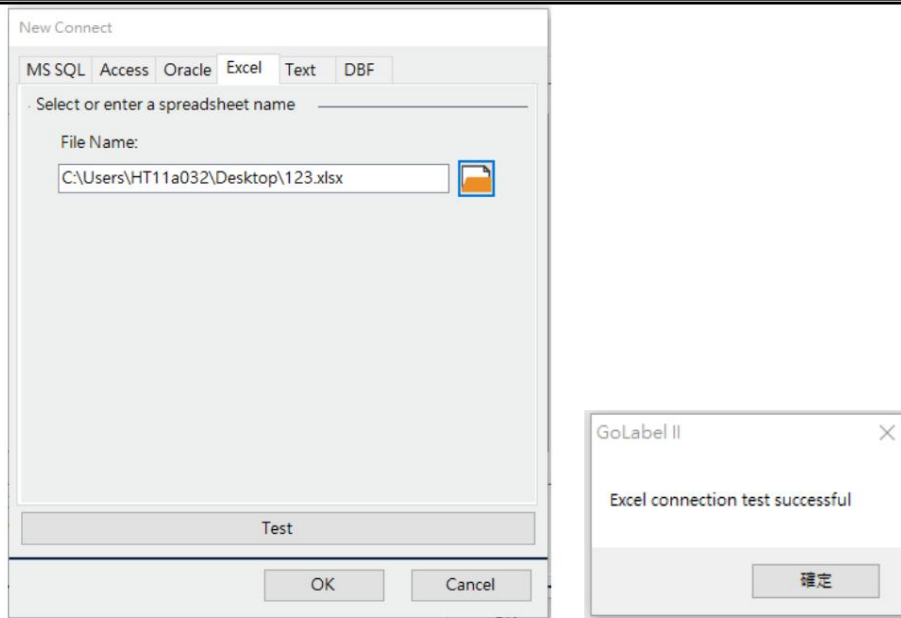 New Connect
MS SQL Access Oracle Excel Text DBF
Select or enter a spreadsheet name
File Name:
C:\Users\HT11a032\Desktop\123.xlsx
Test
OK Cancel
GoLabel II
Excel connection test successful
確定